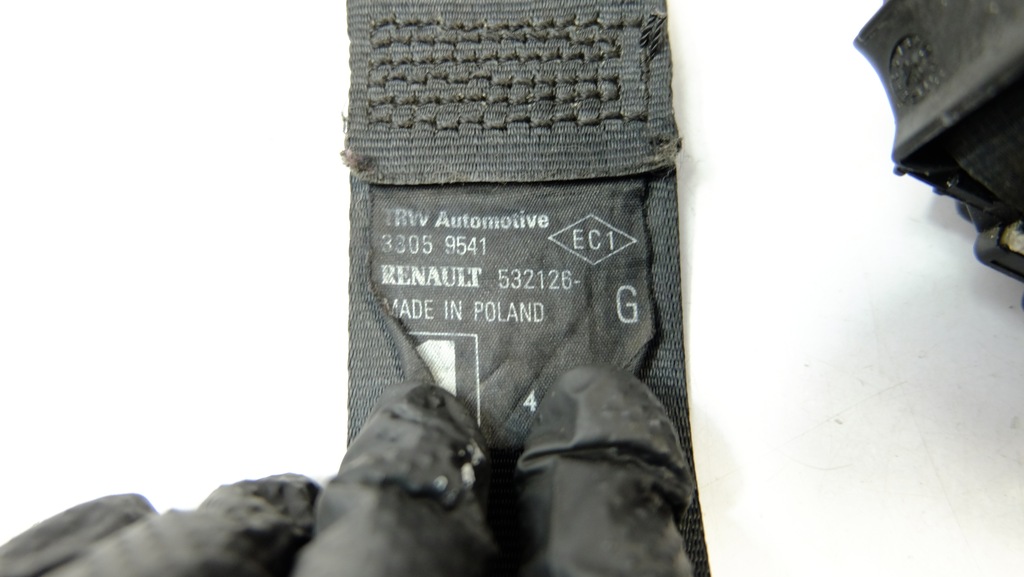 TRW Automotive
3305 9541
EC1
RENAULT 532126-
G
MADE IN POLAND
4